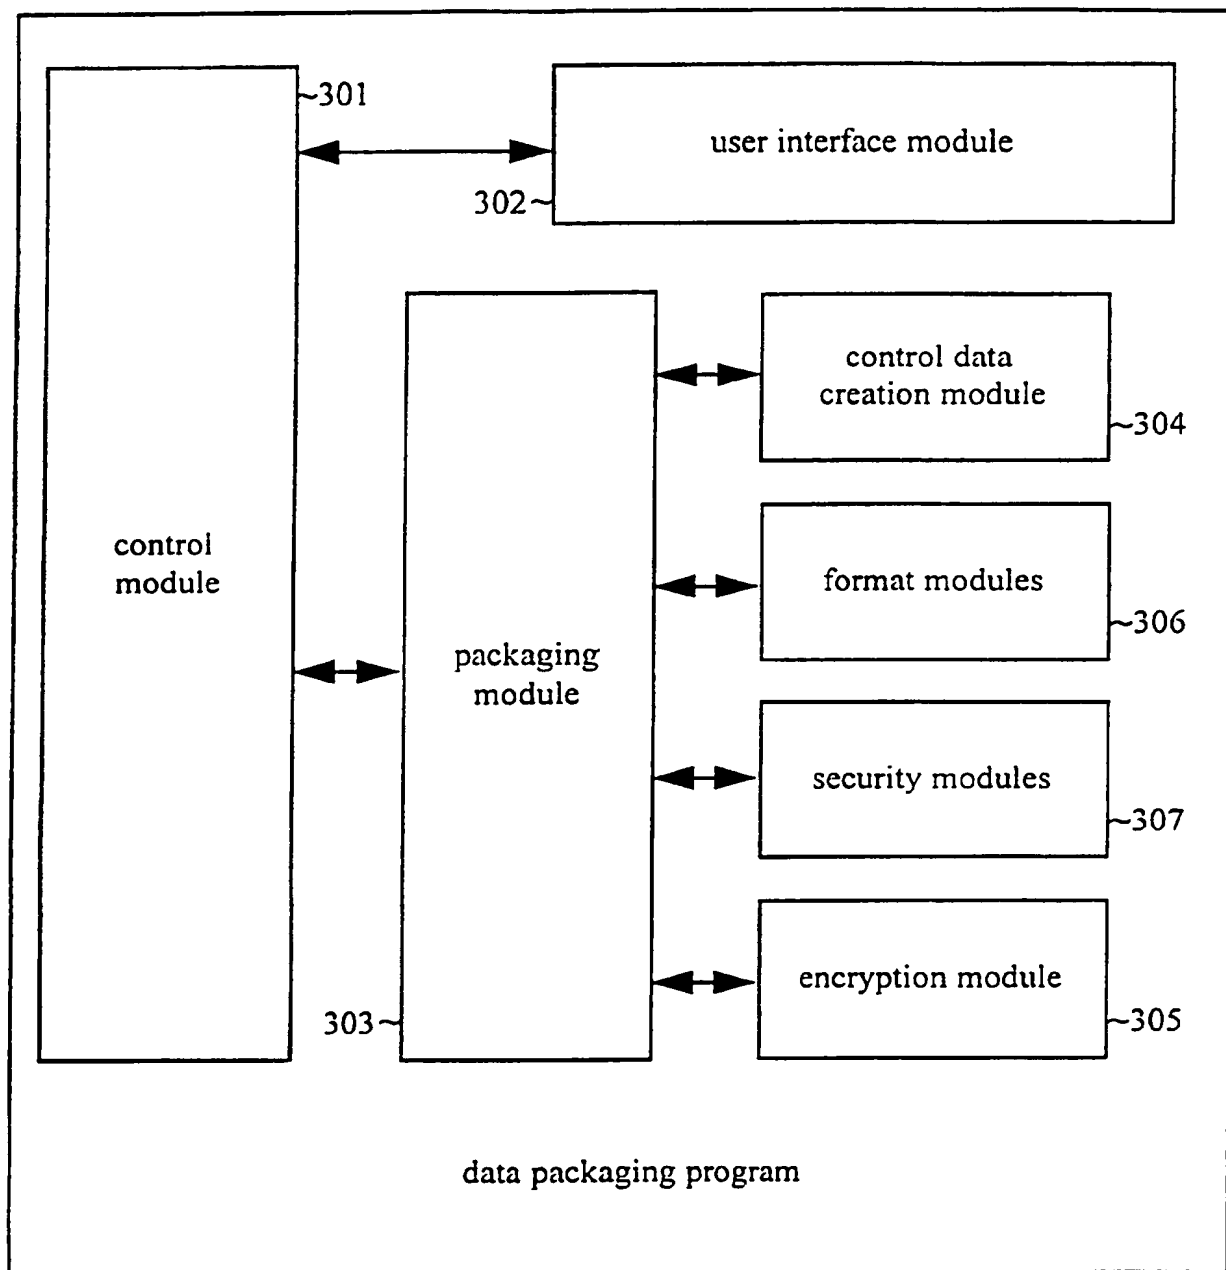 301
user interface module
302
control data
creation module
304
control
module
format modules
306
packaging
module
security modules
307
encryption module
303
305
data packaging program